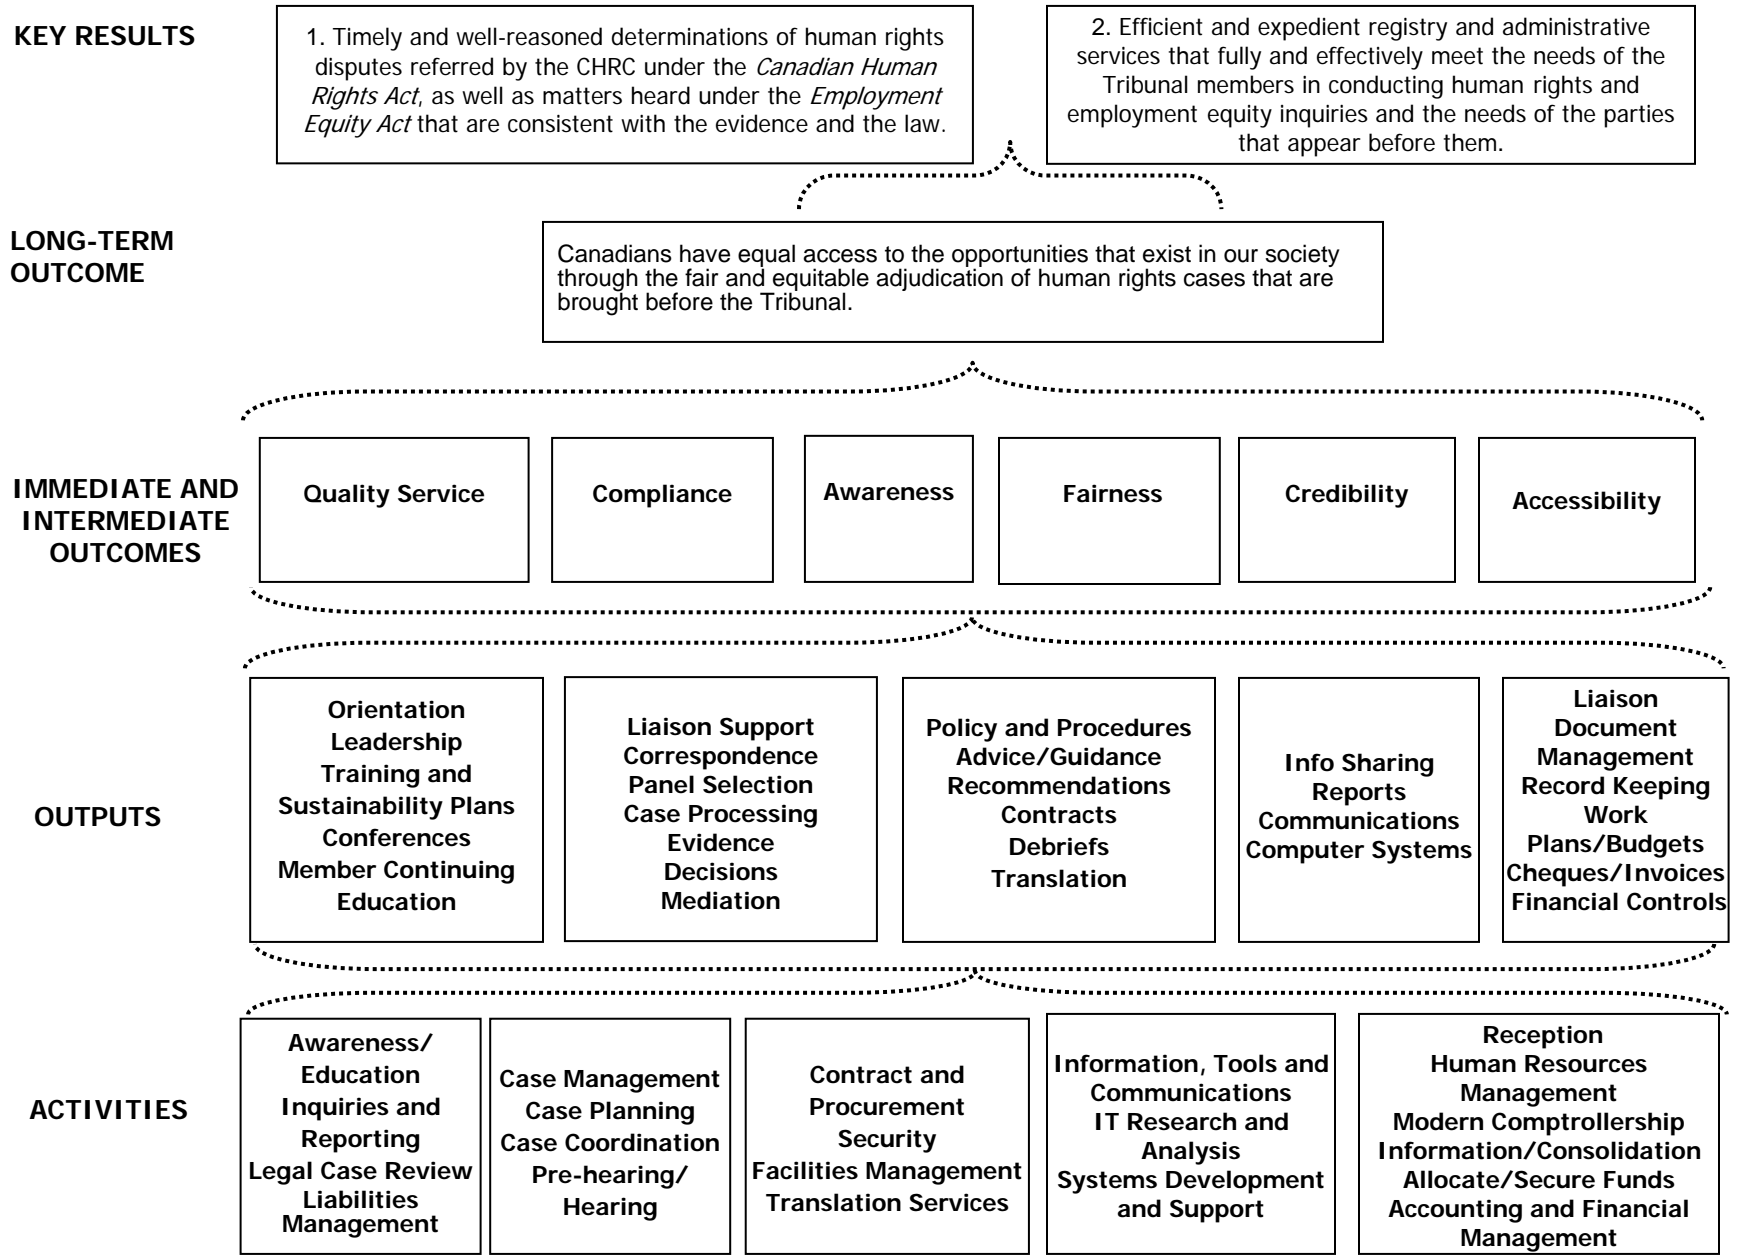 KEY RESULTS
1. Timely and well-reasoned determinations of human rights
disputes referred by the CHRC under the Canadian Human
Rights Act, as well as matters heard under the Employment
Equity Act that are consistent with the evidence and the law.
2. Efficient and expedient registry and administrative
services that fully and effectively meet the needs of the
Tribunal members in conducting human rights and
employment equity inquiries and the needs of the parties
that appear before them.
LONG-TERM
OUTCOME
Canadians have equal access to the opportunities that exist in our society
through the fair and equitable adjudication of human rights cases that are
brought before the Tribunal.
IMMEDIATE AND
INTERMEDIATE
OUTCOMES
Quality Service
Compliance
Awareness
Fairness
Credibility
Accessibility
OUTPUTS
Orientation
Leadership
Training and
Sustainability Plans
Conferences
Member Continuing
Education
Liaison Support
Correspondence
Panel Selection
Case Processing
Evidence
Decisions
Mediation
Policy and Procedures
Advice/Guidance
Recommendations
Contracts
Debriefs
Translation
Info Sharing
Reports
Communications
Computer Systems
Liaison
Document
Management
Record Keeping
Work
Plans/Budgets
Cheques/Invoices
Financial Controls
ACTIVITIES
Awareness/
Education
Inquiries and
Reporting
Legal Case Review
Liabilities
Management
Case Management
Case Planning
Case Coordination
Pre-hearing/
Hearing
Contract and
Procurement
Security
Facilities Management
Translation Services
Information, Tools and
Communications
IT Research and
Analysis
Systems Development
and Support
Reception
Human Resources
Management
Modern Comptrollership
Information/Consolidation
Allocate/Secure Funds
Accounting and Financial
Management